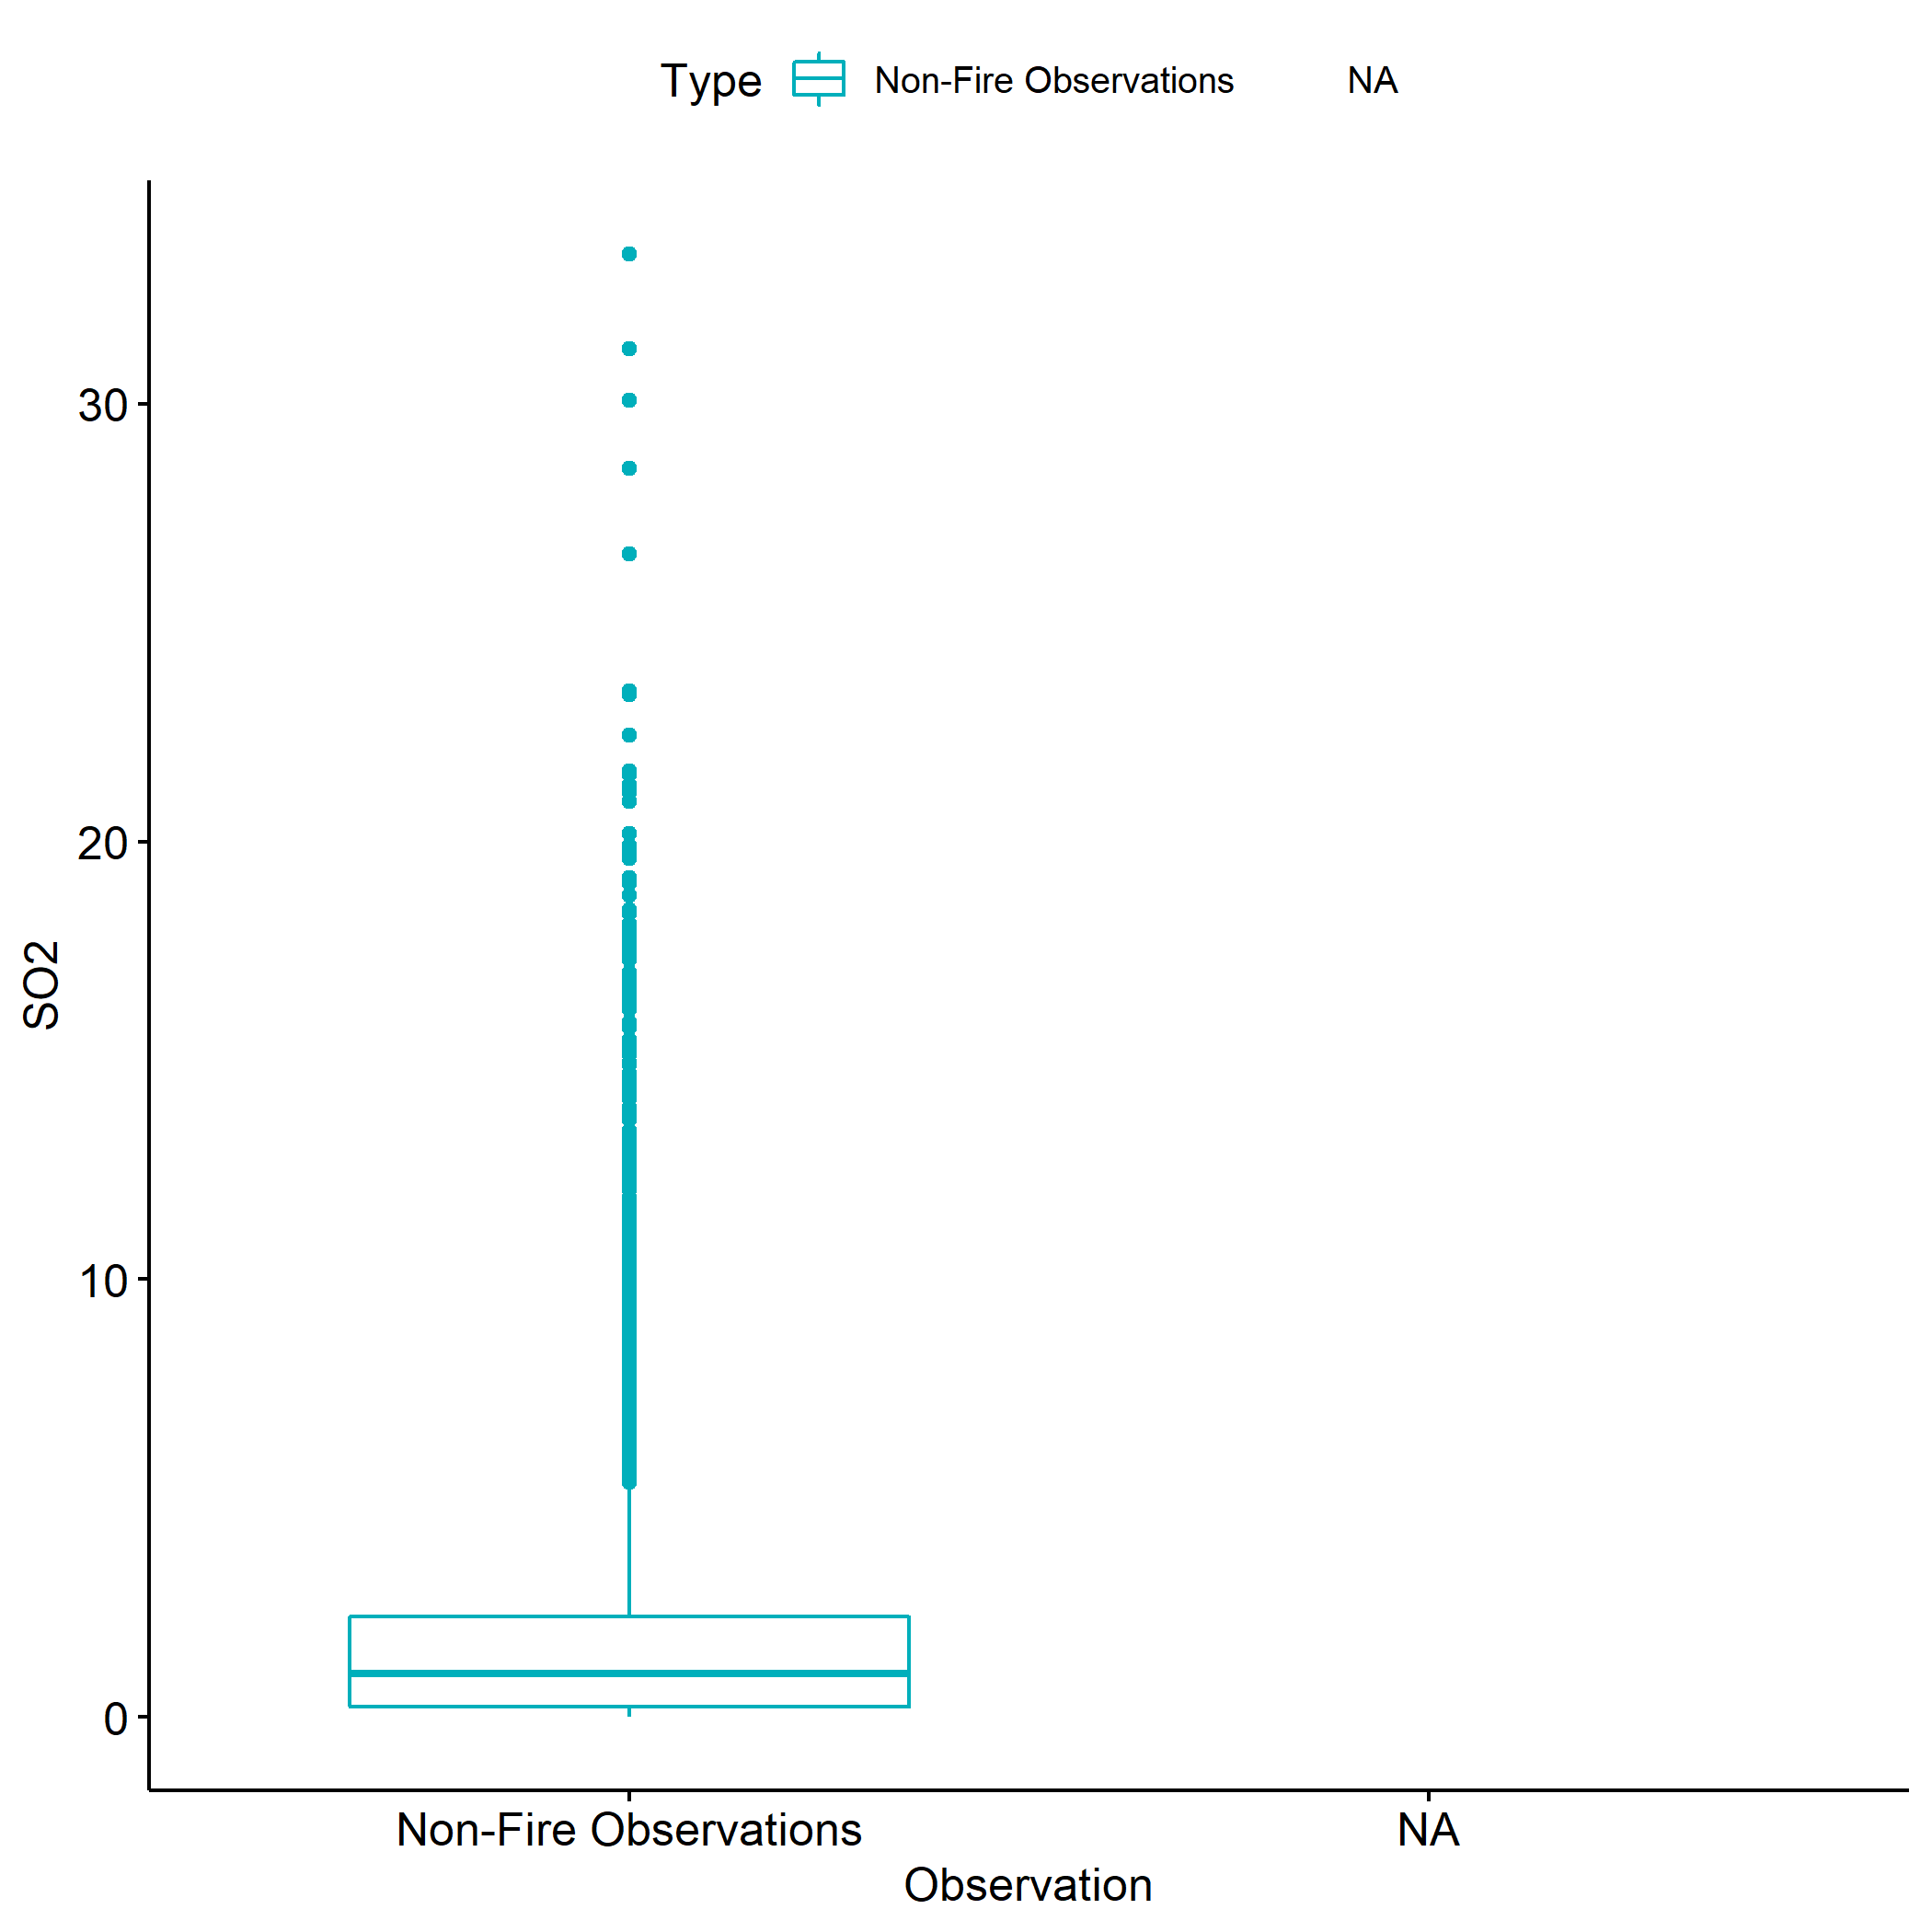 Type Non-Fire Observations NA
30
20
10
0
SO2
Non-Fire Observations NA
Observation